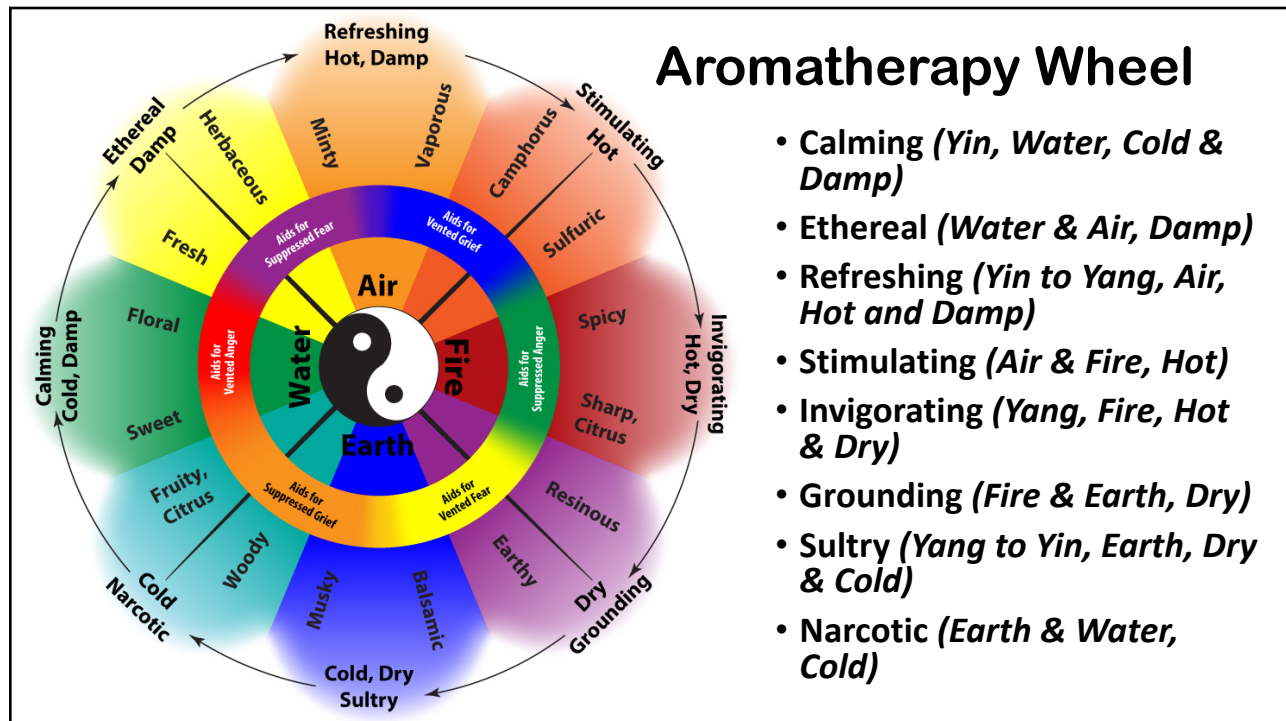 Aromatherapy Wheel
• Calming (Yin, Water, Cold &
Damp)
• Ethereal (Water & Air, Damp)
• Refreshing (Yin to Yang, Air,
Hot and Damp)
• Stimulating (Air & Fire, Hot)
• Invigorating (Yang, Fire, Hot
& Dry)
• Grounding (Fire & Earth, Dry)
• Sultry (Yang to Yin, Earth, Dry
& Cold)
• Narcotic (Earth & Water,
Cold)
Refreshing
Hot, Damp
Stimulating
Hot
Invigorating
Hot, Dry
Dry
Grounding
Cold, Dry
Sultry
Cold
Narcotic
Calming
Cold, Damp
Ethereal
Damp
Minty
Vaporous
Camphorus
Sulfuric
Spicy
Sharp,
Citrus
Resinous
Earthy
Balsamic
Musky
Woody
Fruity,
Citrus
Sweet
Floral
Fresh
Herbaceous
Aids for
Vented Grief
Aids for
Suppressed Anger
Aids for
Vented Fear
Aids for
Suppressed Grief
Aids for
Vented Anger
Aids for
Suppressed Fear
Air
Fire
Earth
Water